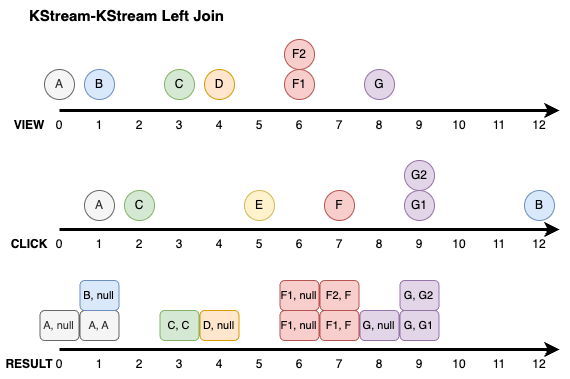 KStream-KStream Left Join
F2
A B C D F1 G
VIEW 0 1 2 3 4 5 6 7 8 9 10 11 12
G2
A C E F G1 B
CLICK 0 1 2 3 4 5 6 7 8 9 10 11 12
B, null F1, null F2, F G, G2
A, null A, A C, C D, null F1, null F1, F G, null G, G1
RESULT 0 1 2 3 4 5 6 7 8 9 10 11 12